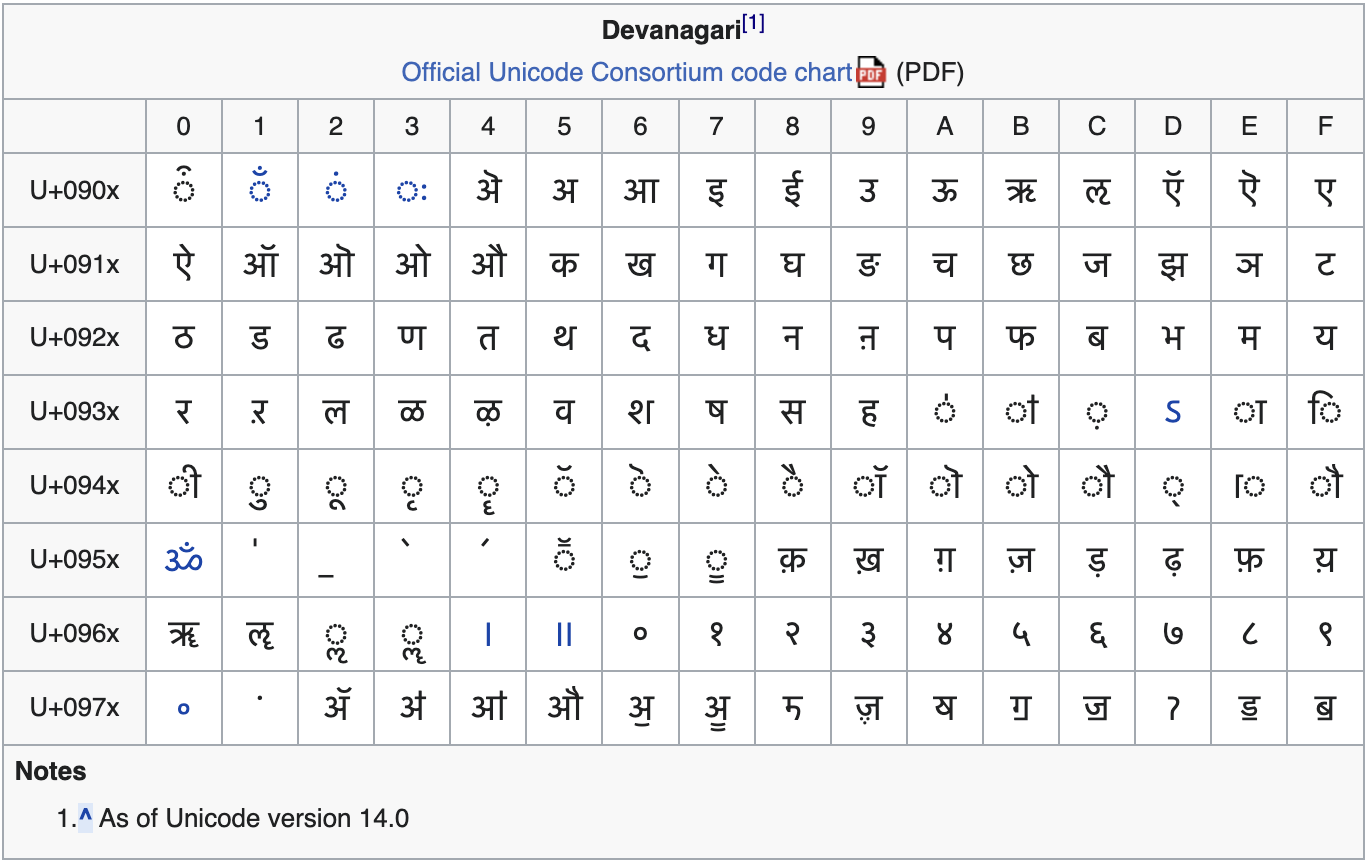 Devanagari[1]
Official Unicode Consortium code chart PDF (PDF)
0 1 2 3 4 5 6 7 8 9 A B C D E F
U+090x ऀ ँ ं ः ऄ अ आ इ ई उ ऊ ऋ ऌ ऍ ऎ ए
U+091x ऐ ऑ ऒ ओ औ क ख ग घ ङ च छ ज झ ञ ट
U+092x ठ ड ढ ण त थ द ध न ऩ प फ ब भ म य
U+093x र ऱ ल ळ ऴ व श ष स ह ऺ ऻ ़ ऽ ा ि
U+094x ी ु ू ृ ॄ ॅ ॆ े ै ॉ ॊ ो ौ ् ॎ ॏ
U+095x ॐ ॑ ॒ ॓ ॔ ॕ ॖ ॗ क़ ख़ ग़ ज़ ड़ ढ़ फ़ य़
U+096x ॠ ॡ ॢ ॣ । ॥ ० १ २ ३ ४ ५ ६ ७ ८ ९
U+097x ॰ ॱ ॲ ॳ ॴ ॵ ॶ ॷ ॸ ॹ ॺ ॻ ॼ ॽ ॾ ॿ
Notes
1.^ As of Unicode version 14.0